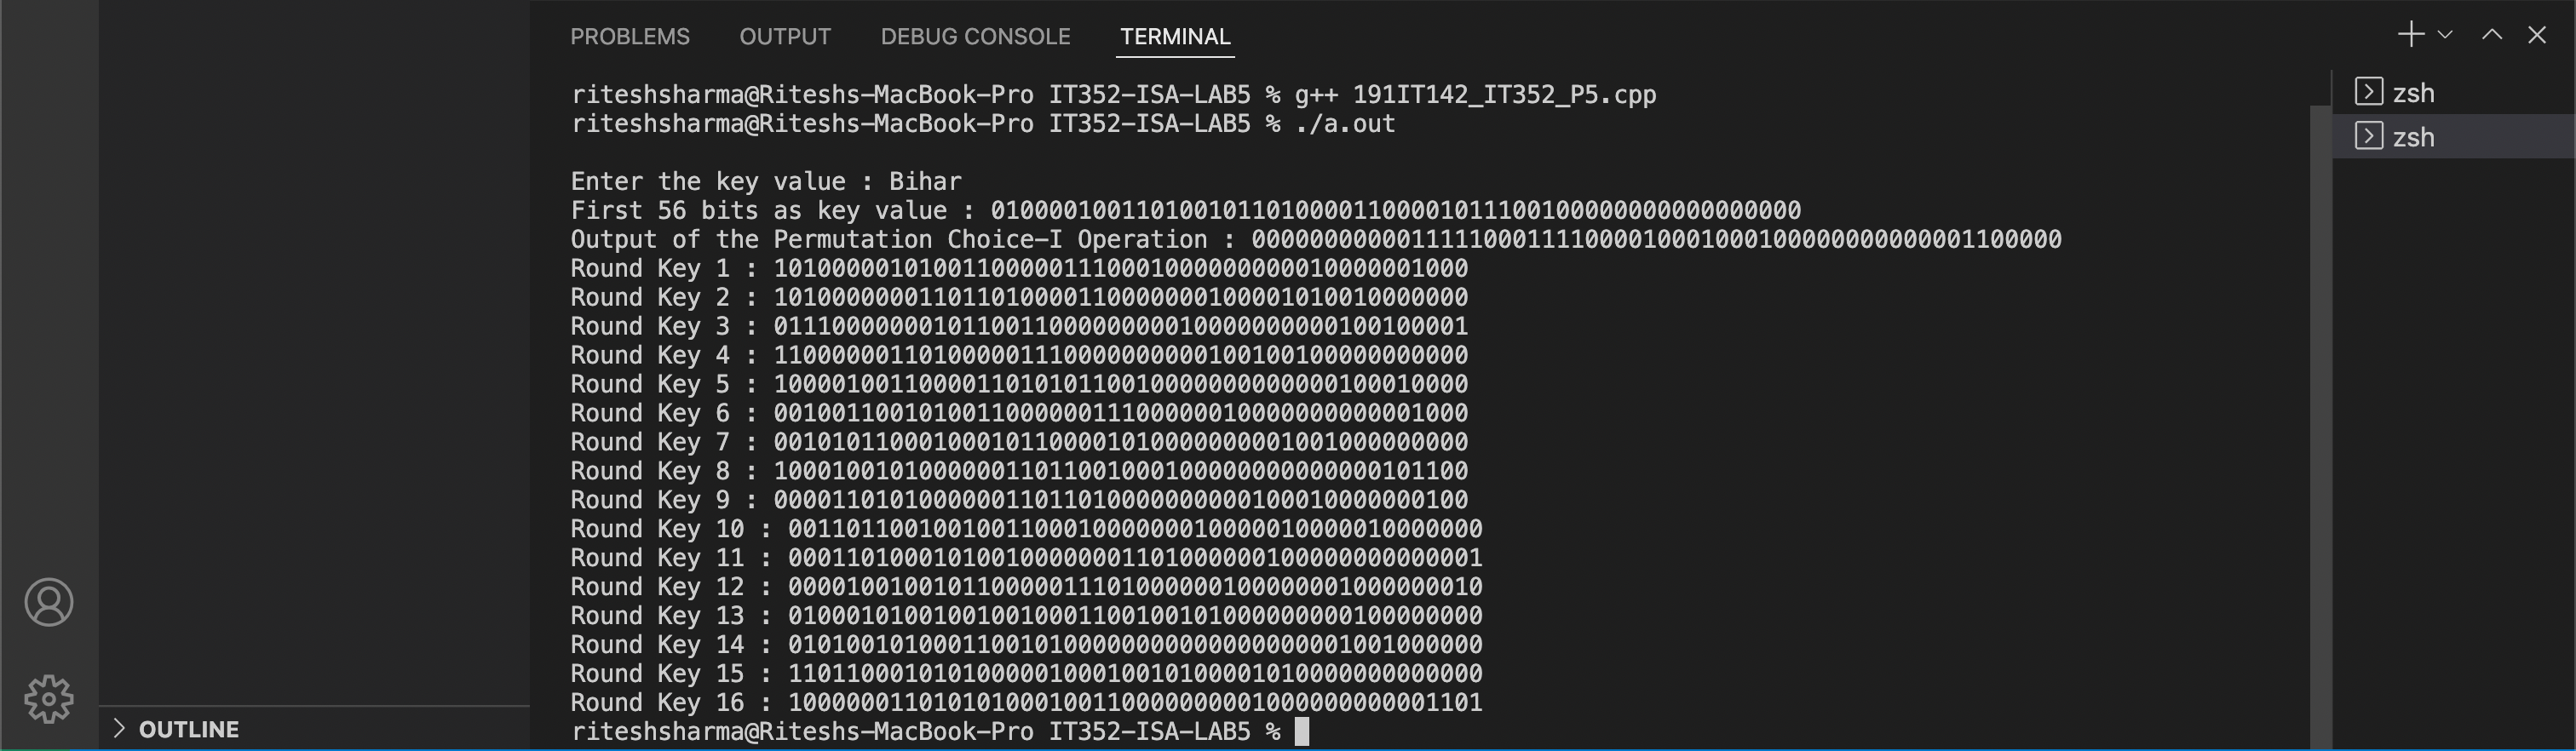 PROBLEMS OUTPUT DEBUG CONSOLE TERMINAL
riteshsharma@Riteshs-MacBook-Pro IT352-ISA-LAB5 % g++ 191IT142_IT352_P5.cpp
riteshsharma@Riteshs-MacBook-Pro IT352-ISA-LAB5 % ./a.out
Enter the key value : Bihar
First 56 bits as key value : 01000010011010010110100001100001011100100000000000000000
Output of the Permutation Choice-I Operation : 00000000000111110001111000010001000100000000000001100000
Round Key 1 : 101000001010011000001110001000000000010000001000
Round Key 2 : 101000000011011010000110000000100001010010000000
Round Key 3 : 011100000001011001100000000010000000000100100001
Round Key 4 : 110000001101000001110000000000100100100000000000
Round Key 5 : 100001001100001101010110010000000000000100010000
Round Key 6 : 001001100101001100000011100000010000000000001000
Round Key 7 : 001010110001000101100001010000000001001000000000
Round Key 8 : 100010010100000011011001000100000000000000101100
Round Key 9 : 000011010100000011011010000000000100010000000100
Round Key 10 : 001101100100100110001000000010000010000010000000
Round Key 11 : 000110100010100100000001101000000100000000000001
Round Key 12 : 000010010010110000011101000000100000001000000010
Round Key 13 : 010001010010010010001100100101000000000100000000
Round Key 14 : 010100101000110010100000000000000000001001000000
Round Key 15 : 110110001010100000100010010100001010000000000000
Round Key 16 : 100000011010101000100110000000001000000000001101
riteshsharma@Riteshs-MacBook-Pro IT352-ISA-LAB5 %
zsh
zsh
OUTLINE